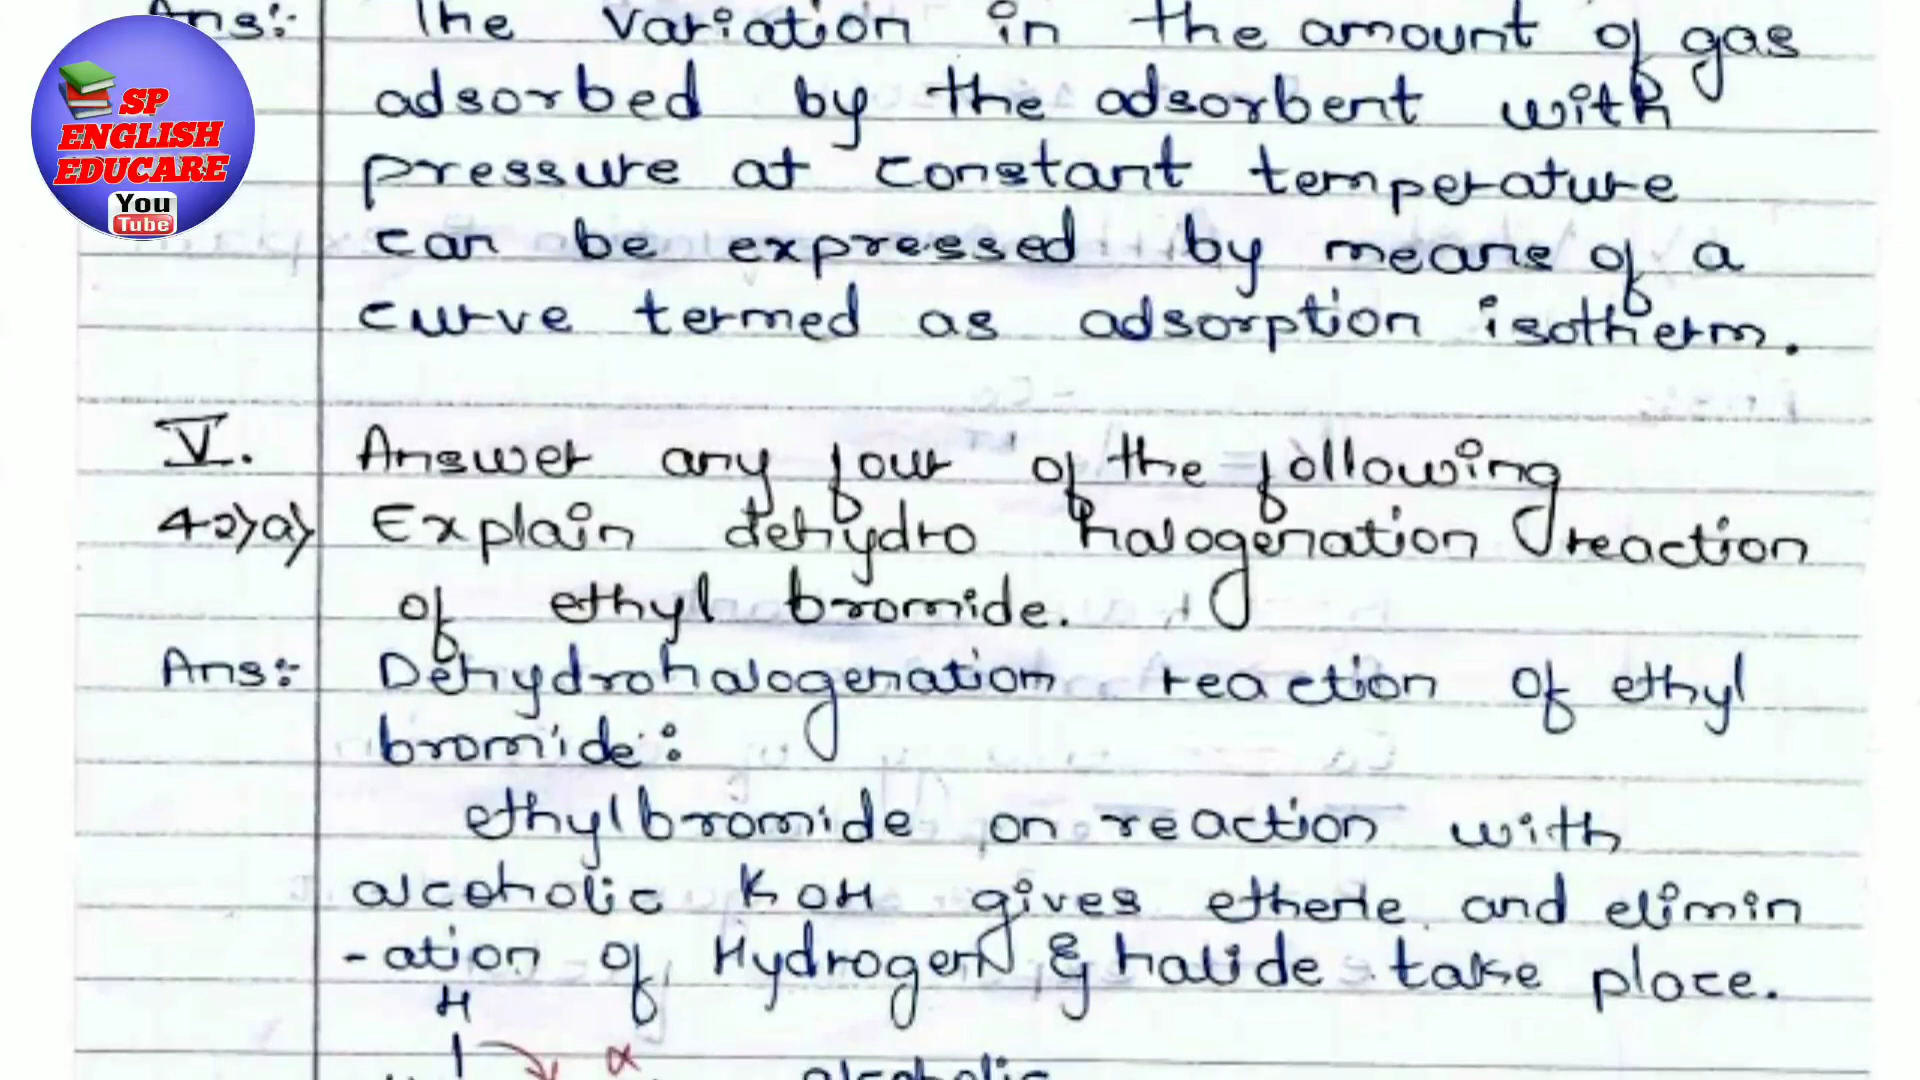 Ans:- The variation in the amount of gas
adsorbed by the adsorbent with
pressure at constant temperature
can be expressed by means of a
curve termed as adsorption isotherm.
SP
ENGLISH
EDUCARE
You
Tube
V. Answer any four of the following
42)a) Explain dehydro halogenation reaction
of ethyl bromide.
Ans:- Dehydrohalogenation reaction of ethyl
bromide:
ethylbromide on reaction with
alcoholic KOH gives ethene and elimin
-ation of Hydrogen & halide take place.
H
α
alcoholic